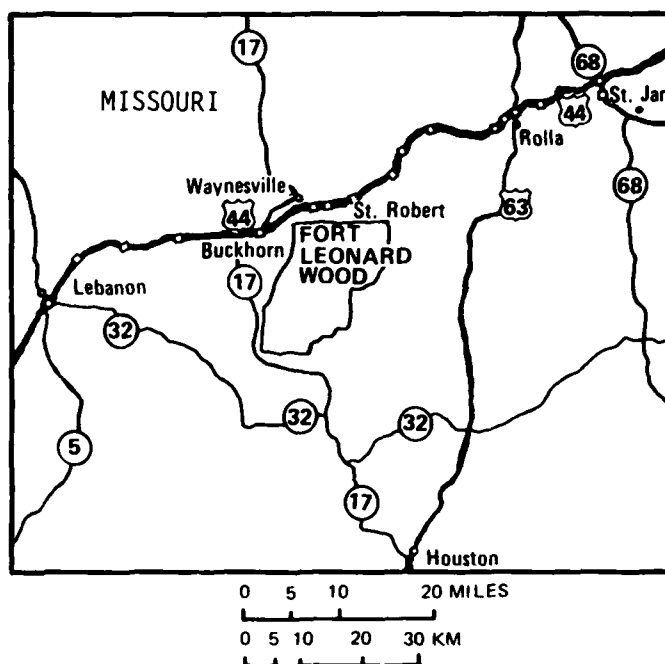 17
68
MISSOURI
St. Jan
44
Rolla
Waynesville
68
44
St. Robert
63
Buckhorn
FORT
LEONARD
WOOD
17
Lebanon
32
32
32
5
17
Houston
0 5 10 20 MILES
0 5 10 20 30 KM